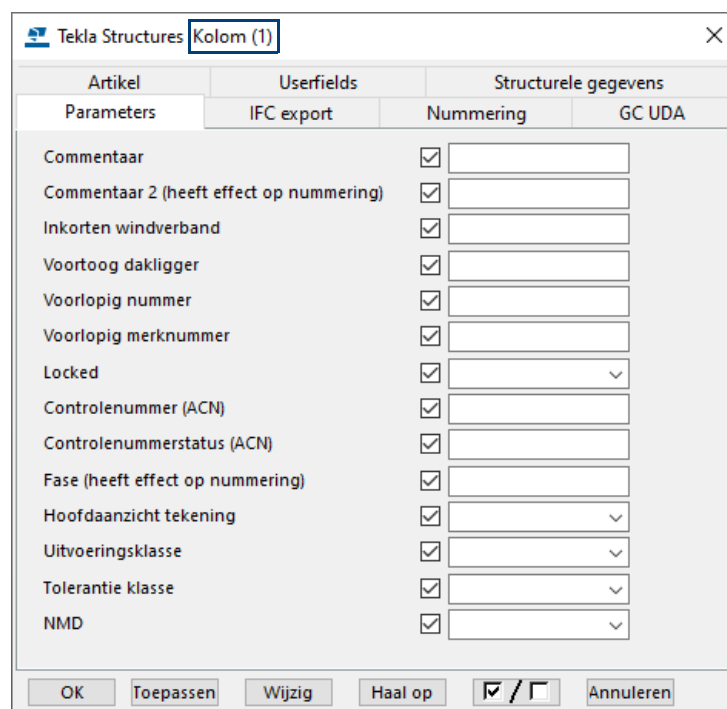 Tekla Structures Kolom (1)
Artikel Userfields Structurele gegevens
Parameters IFC export Nummering GC UDA
Commentaar
Commentaar 2 (heeft effect op nummering)
Inkorten windverband
Voortoog dakligger
Voorlopig nummer
Voorlopig merknummer
Locked
Controlenummer (ACN)
Controlenummerstatus (ACN)
Fase (heeft effect op nummering)
Hoofdaanzicht tekening
Uitvoeringsklasse
Tolerantie klasse
NMD
OK Toepassen Wijzig Haal op / Annuleren